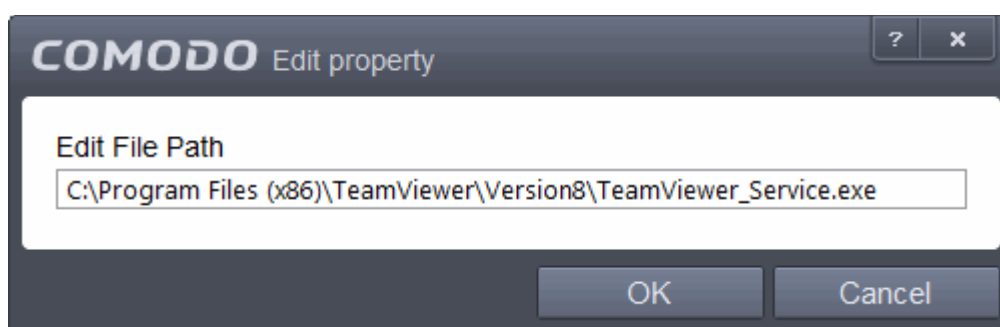 COMODO Edit property ? ×
Edit File Path
C:\Program Files (x86)\TeamViewer\Version8\TeamViewer_Service.exe
OK Cancel